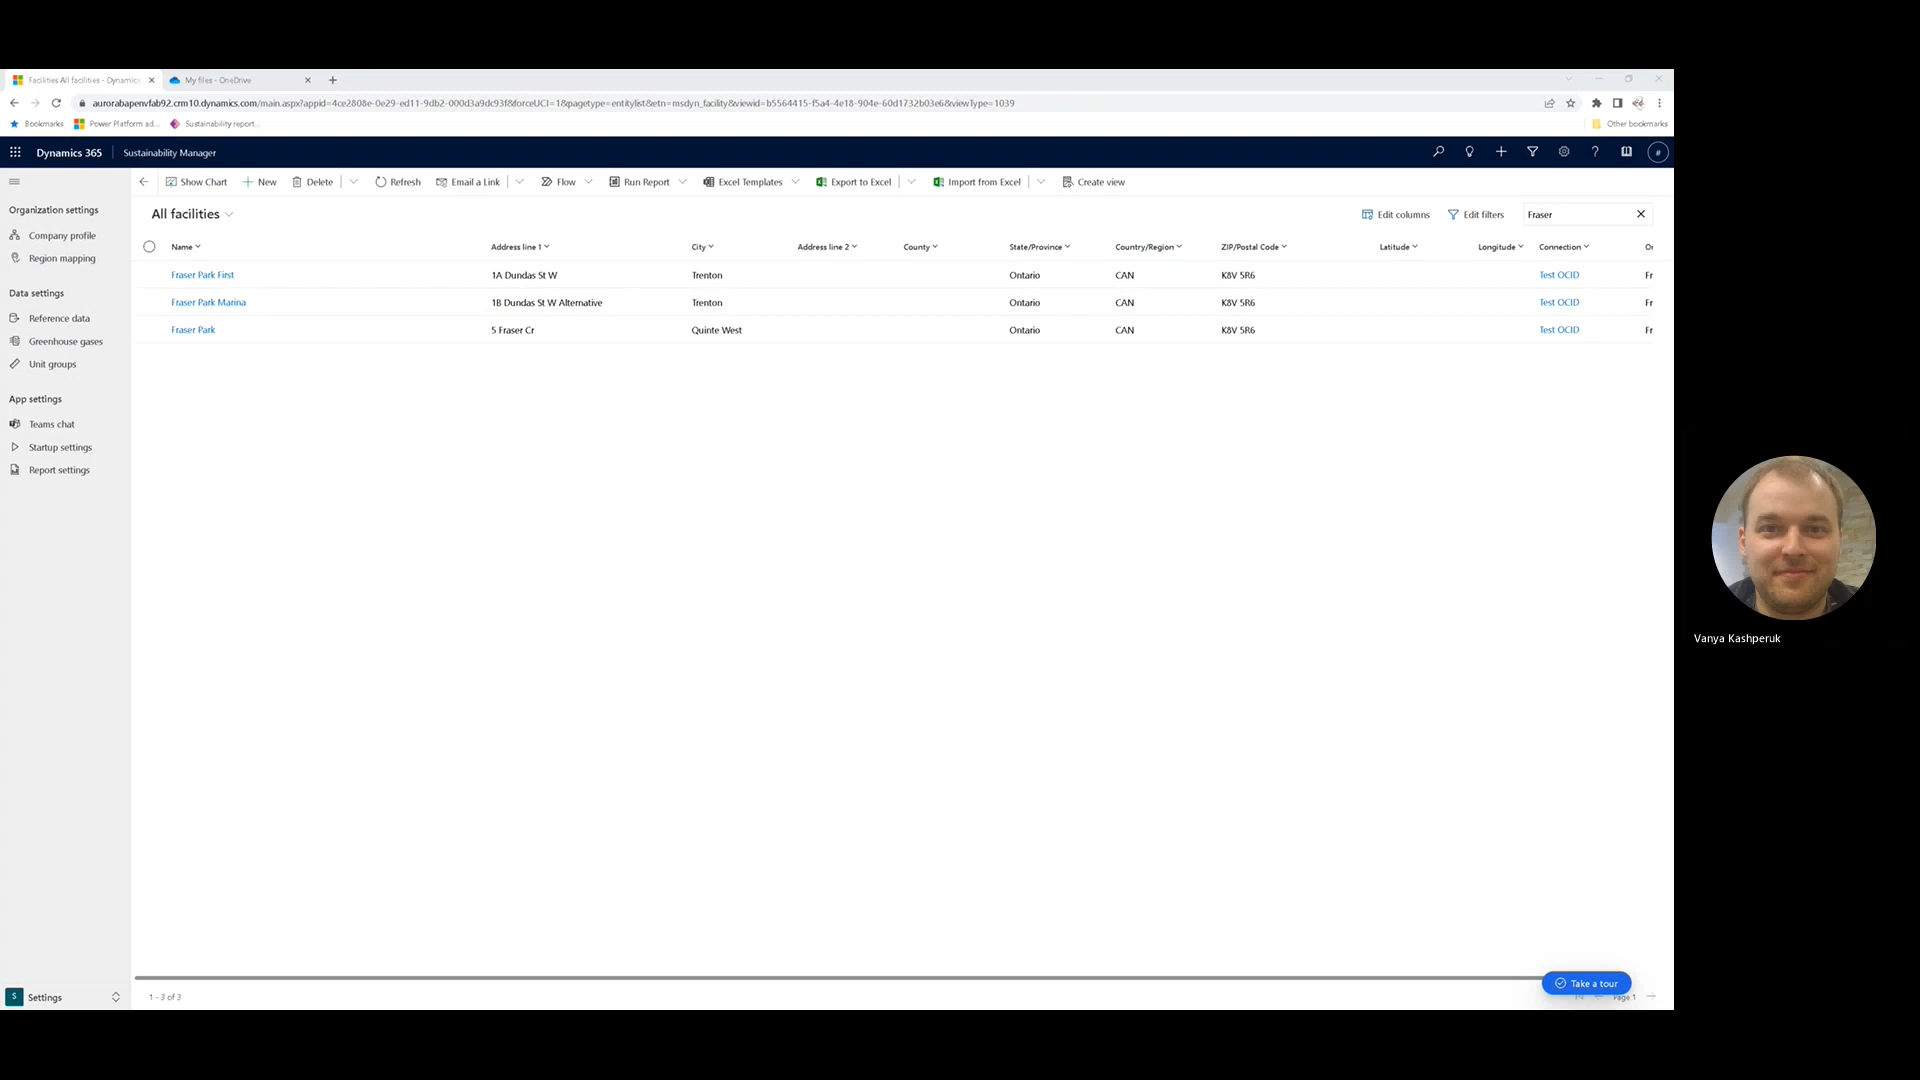 Facilities All facilities - Dynamics
My files - OneDrive
aurorabapenvfab92.crm10.dynamics.com/main.aspx?appid=4ce2808e-0e29-ed11-9db2-000d3a9dc93f&forceUCI=1&pagetype=entitylist&etn=msdyn_facility&viewid=b5564415-f5a4-4e18-904e-60d1732b03e6&viewType=1039
Bookmarks Power Platform ad... Sustainability report... Other bookmarks
Dynamics 365 Sustainability Manager
Show Chart New Delete Refresh Email a Link Flow Run Report Excel Templates Export to Excel Import from Excel Create view
Organization settings
Company profile
Region mapping
Data settings
Reference data
Greenhouse gases
Unit groups
App settings
Teams chat
Startup settings
Report settings
S Settings
All facilities Edit columns Edit filters Fraser
Name Address line 1 City Address line 2 County State/Province Country/Region ZIP/Postal Code Latitude Longitude Connection Or
Fraser Park First 1A Dundas St W Trenton Ontario CAN K8V 5R6 Test OCID Fr
Fraser Park Marina 1B Dundas St W Alternative Trenton Ontario CAN K8V 5R6 Test OCID Fr
Fraser Park 5 Fraser Cr Quinte West Ontario CAN K8V 5R6 Test OCID Fr
Take a tour
1 - 3 of 3 Page 1
Vanya Kashperuk